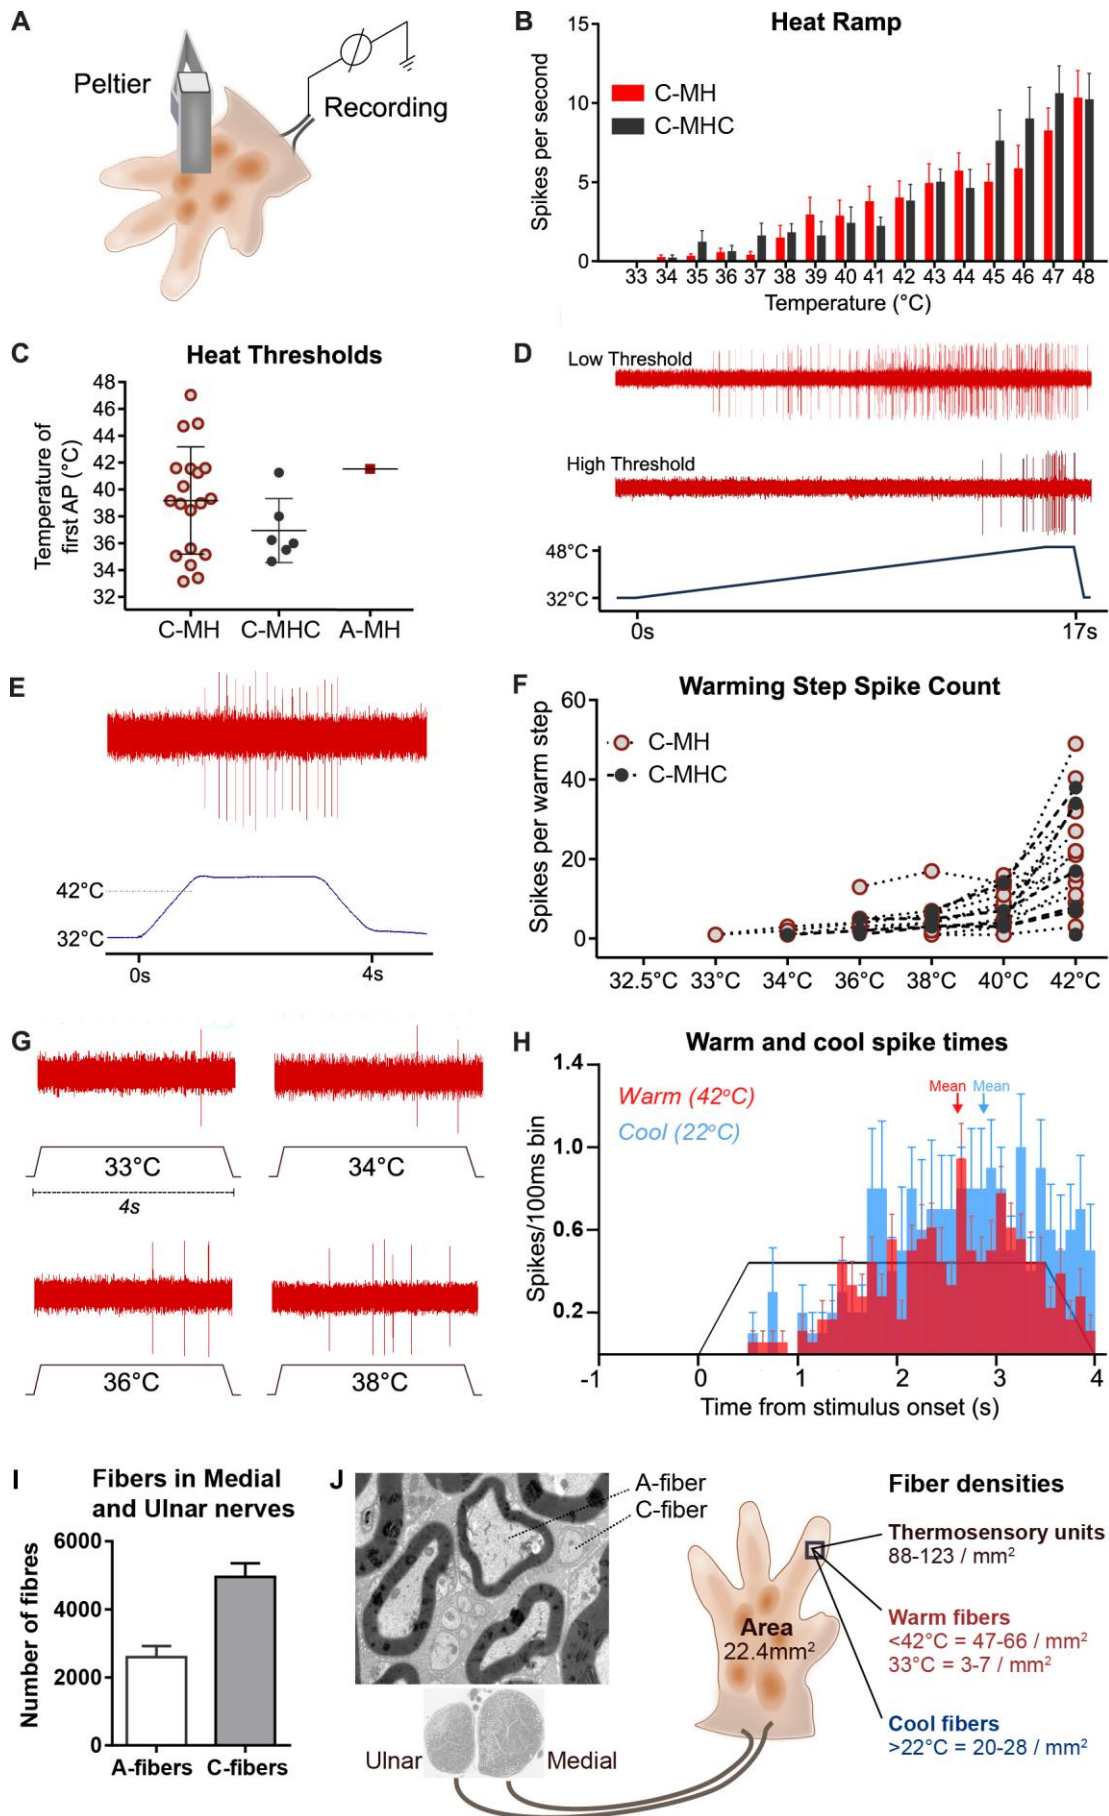 A
Peltier
Recording
B
Heat Ramp
Spikes per second
15
10
5
0
C-MH
C-MHC
33 34 35 36 37 38 39 40 41 42 43 44 45 46 47 48
Temperature (°C)
C
Heat Thresholds
Temperature of
first AP (°C)
48
46
44
42
40
38
36
34
32
C-MH C-MHC A-MH
D
Low Threshold
High Threshold
48°C
32°C
0s 17s
E
42°C
32°C
0s 4s
F
Warming Step Spike Count
Spikes per warm step
60
40
20
0
C-MH
C-MHC
32.5°C 33°C 34°C 36°C 38°C 40°C 42°C
G
33°C
34°C
4s
36°C
38°C
H
Warm and cool spike times
Spikes/100ms bin
1.4
1.0
0.6
0.2
Warm (42°C)
Cool (22°C)
Mean Mean
-1 0 1 2 3 4
Time from stimulus onset (s)
I
Fibers in Medial
and Ulnar nerves
Number of fibres
6000
4000
2000
0
A-fibers C-fibers
J
A-fiber
C-fiber
Ulnar
Medial
Area
22.4mm²
Fiber densities
Thermosensory units
88-123 / mm²
Warm fibers
<42°C = 47-66 / mm²
33°C = 3-7 / mm²
Cool fibers
>22°C = 20-28 / mm²